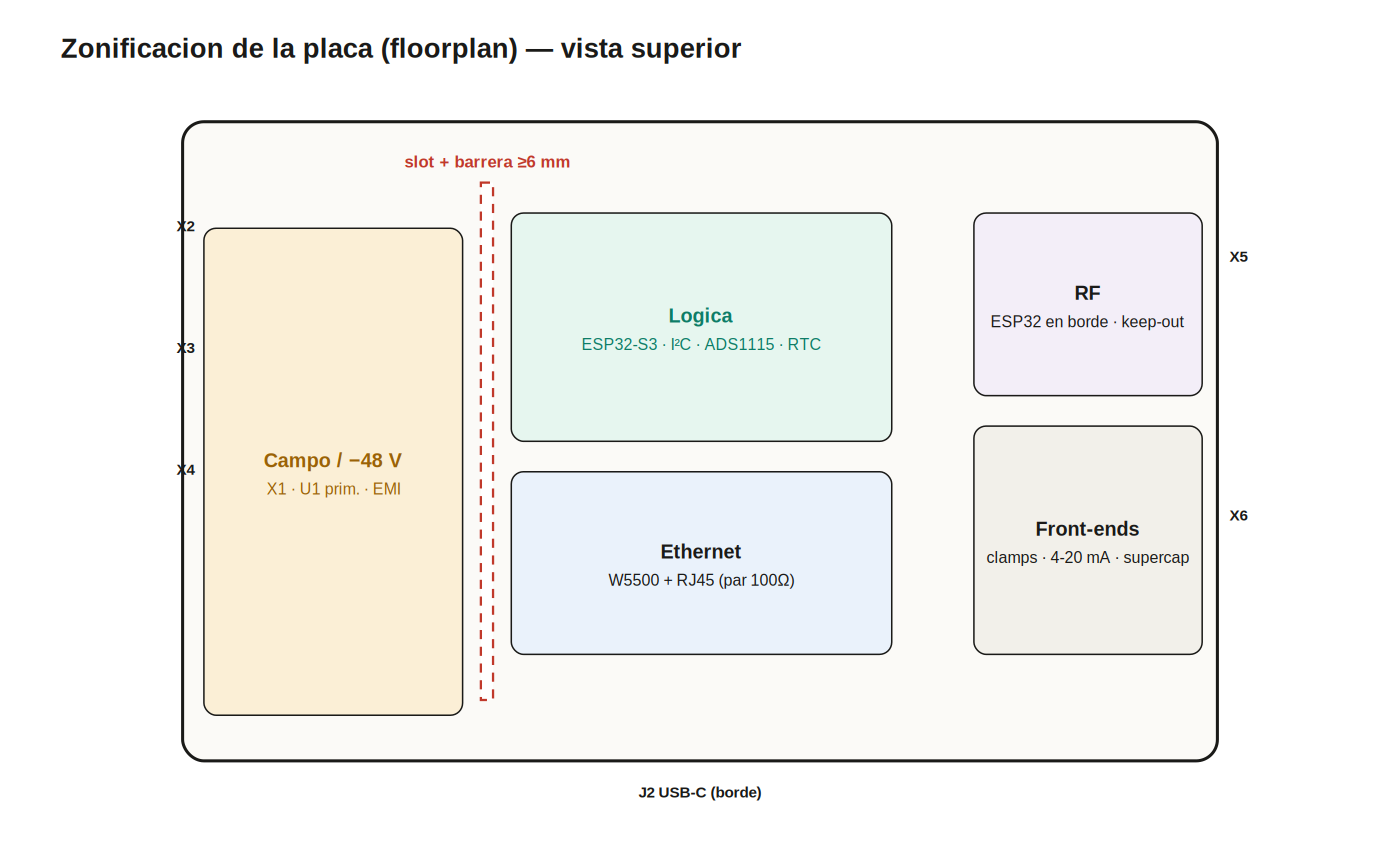 Zonificacion de la placa (floorplan) — vista superior
slot + barrera ≥6 mm
X2
X3
X4
Campo / −48 V
X1 · U1 prim. · EMI
Logica
ESP32-S3 · I²C · ADS1115 · RTC
Ethernet
W5500 + RJ45 (par 100Ω)
RF
ESP32 en borde · keep-out
Front-ends
clamps · 4-20 mA · supercap
X5
X6
J2 USB-C (borde)